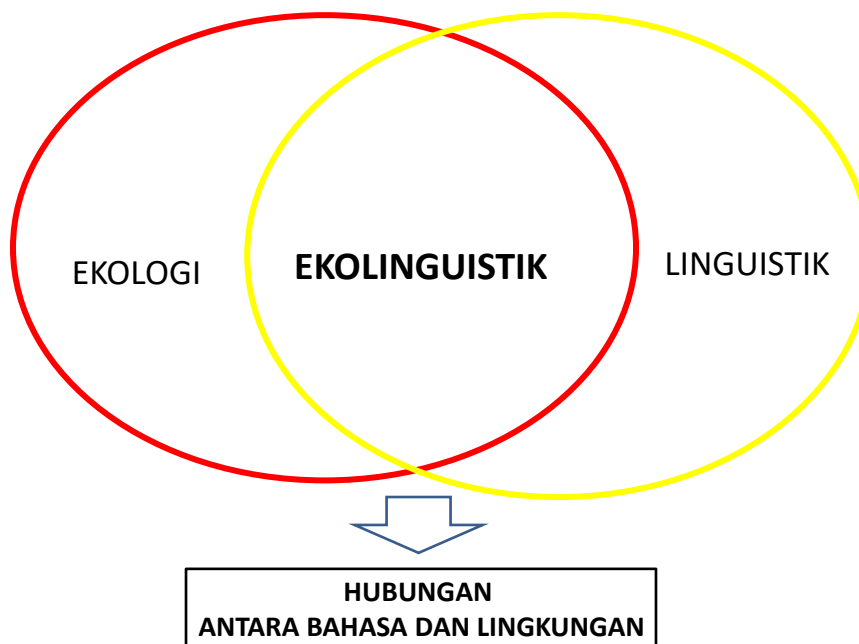 EKOLOGI
EKOLINGUISTIK
LINGUISTIK
HUBUNGAN
ANTARA BAHASA DAN LINGKUNGAN